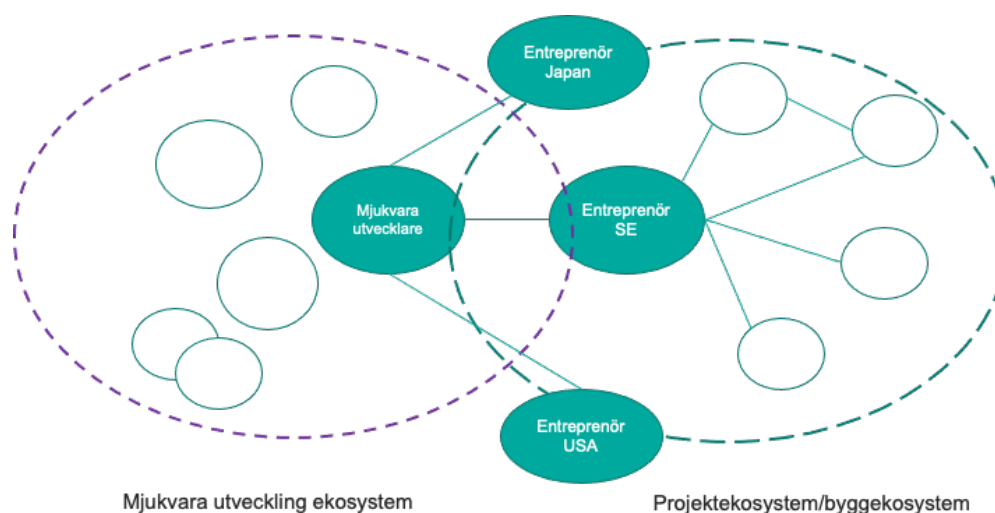 Entreprenör
Japan
Mjukvara
utvecklare
Entreprenör
SE
Entreprenör
USA
Mjukvara utveckling ekosystem
Projektekosystem/byggekosystem